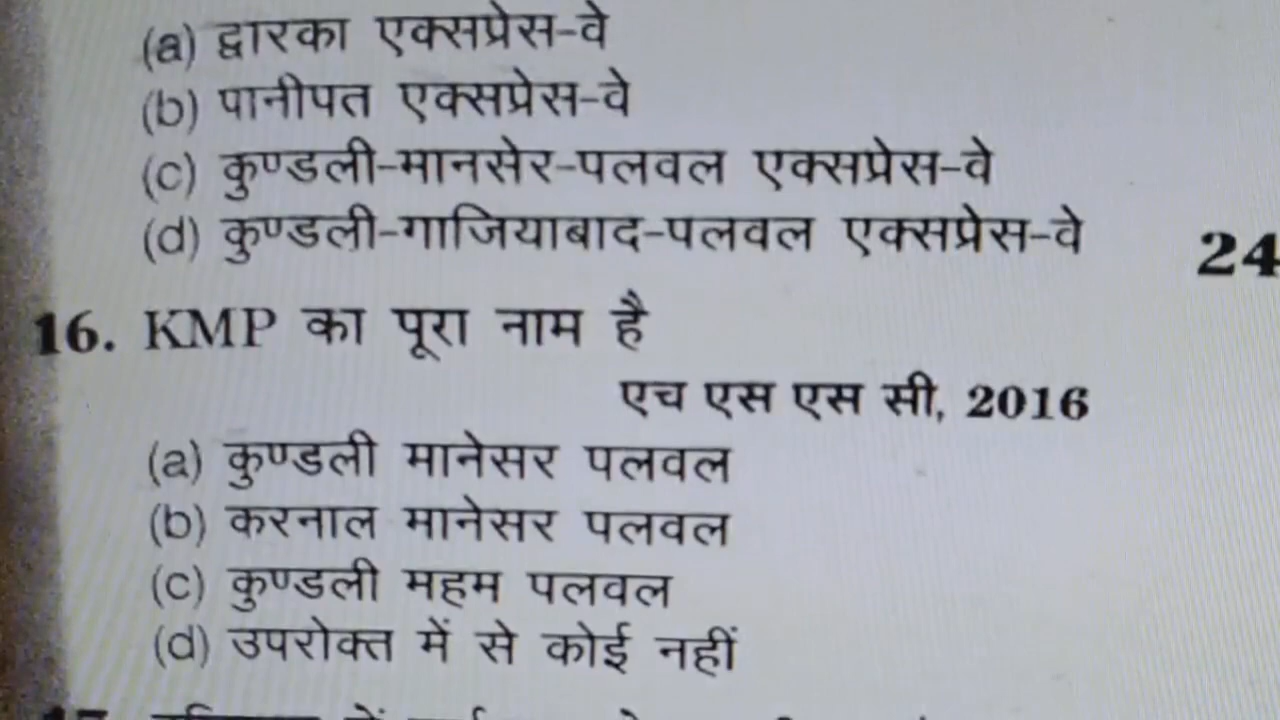 (a) द्वारका एक्सप्रेस-वे
(b) पानीपत एक्सप्रेस-वे
(c) कुण्डली-मानसेर-पलवल एक्सप्रेस-वे
(d) कुण्डली-गाजियाबाद-पलवल एक्सप्रेस-वे
24
16. KMP का पूरा नाम है
एच एस एस सी, 2016
(a) कुण्डली मानेसर पलवल
(b) करनाल मानेसर पलवल
(c) कुण्डली महम पलवल
(d) उपरोक्त में से कोई नहीं